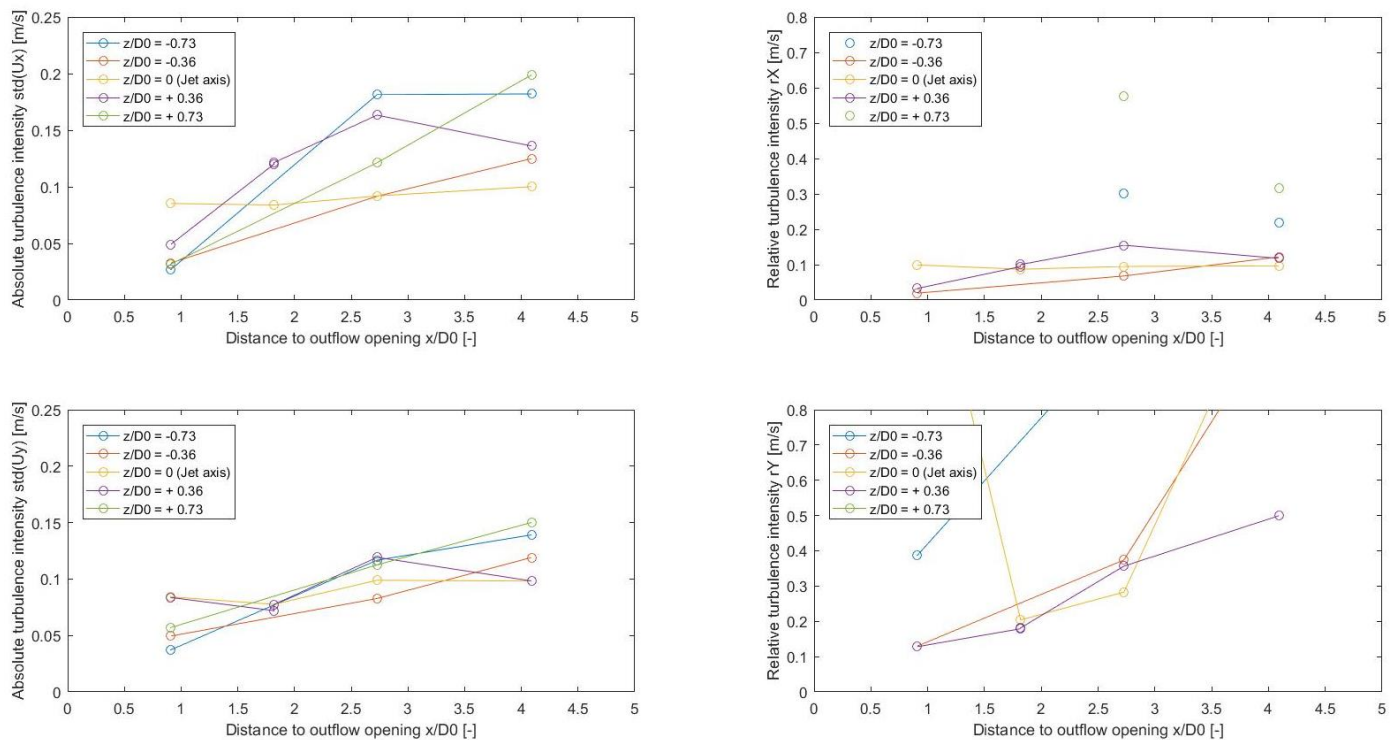 Absolute turbulence intensity std(Ux) [m/s]
0.25
0.2
0.15
0.1
0.05
0
z/D0 = -0.73
z/D0 = -0.36
z/D0 = 0 (Jet axis)
z/D0 = + 0.36
z/D0 = + 0.73
0 0.5 1 1.5 2 2.5 3 3.5 4 4.5 5
Distance to outflow opening x/D0 [-]
Relative turbulence intensity rX [m/s]
0.8
0.7
0.6
0.5
0.4
0.3
0.2
0.1
0
z/D0 = -0.73
z/D0 = -0.36
z/D0 = 0 (Jet axis)
z/D0 = + 0.36
z/D0 = + 0.73
0 0.5 1 1.5 2 2.5 3 3.5 4 4.5 5
Distance to outflow opening x/D0 [-]
Absolute turbulence intensity std(Uy) [m/s]
0.25
0.2
0.15
0.1
0.05
0
z/D0 = -0.73
z/D0 = -0.36
z/D0 = 0 (Jet axis)
z/D0 = + 0.36
z/D0 = + 0.73
0 0.5 1 1.5 2 2.5 3 3.5 4 4.5 5
Distance to outflow opening x/D0 [-]
Relative turbulence intensity rY [m/s]
0.8
0.7
0.6
0.5
0.4
0.3
0.2
0.1
0
z/D0 = -0.73
z/D0 = -0.36
z/D0 = 0 (Jet axis)
z/D0 = + 0.36
z/D0 = + 0.73
0 0.5 1 1.5 2 2.5 3 3.5 4 4.5 5
Distance to outflow opening x/D0 [-]